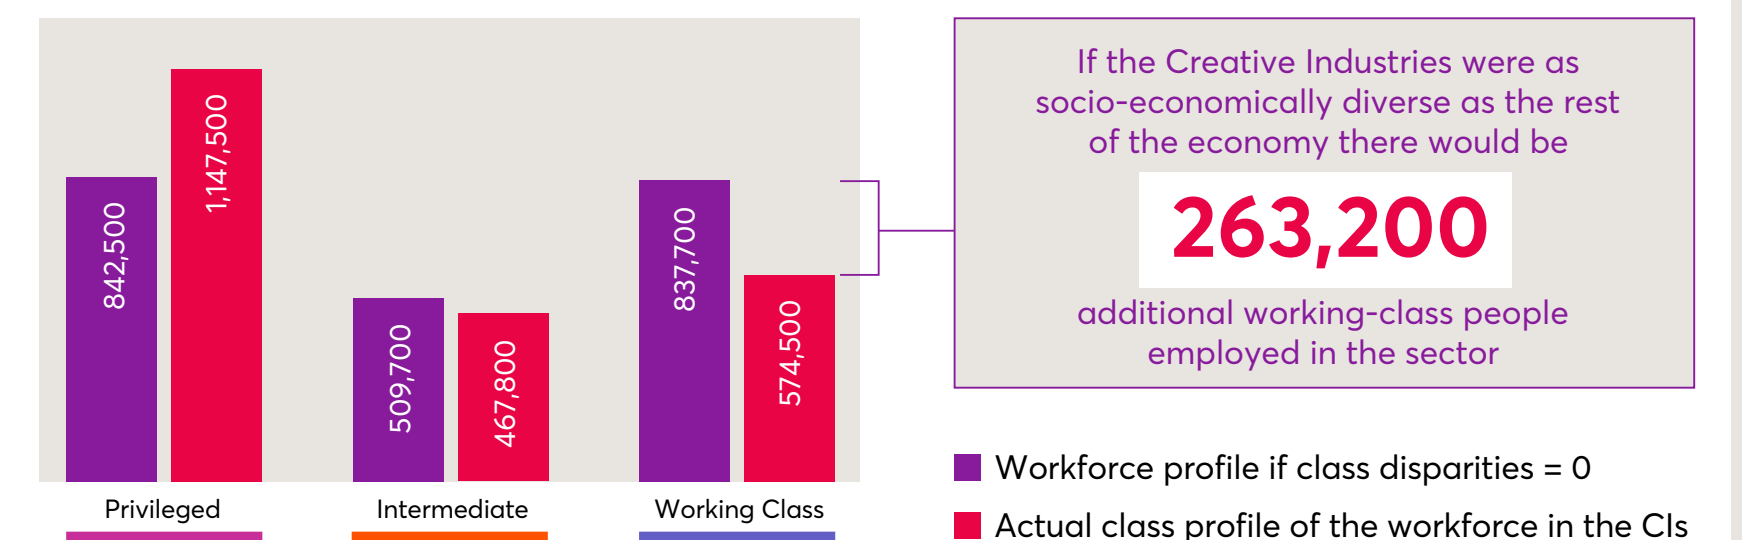 842,500
1,147,500
509,700
467,800
837,700
574,500
Privileged
Intermediate
Working Class
If the Creative Industries were as
socio-economically diverse as the rest
of the economy there would be
263,200
additional working-class people
employed in the sector
Workforce profile if class disparities = 0
Actual class profile of the workforce in the CIs